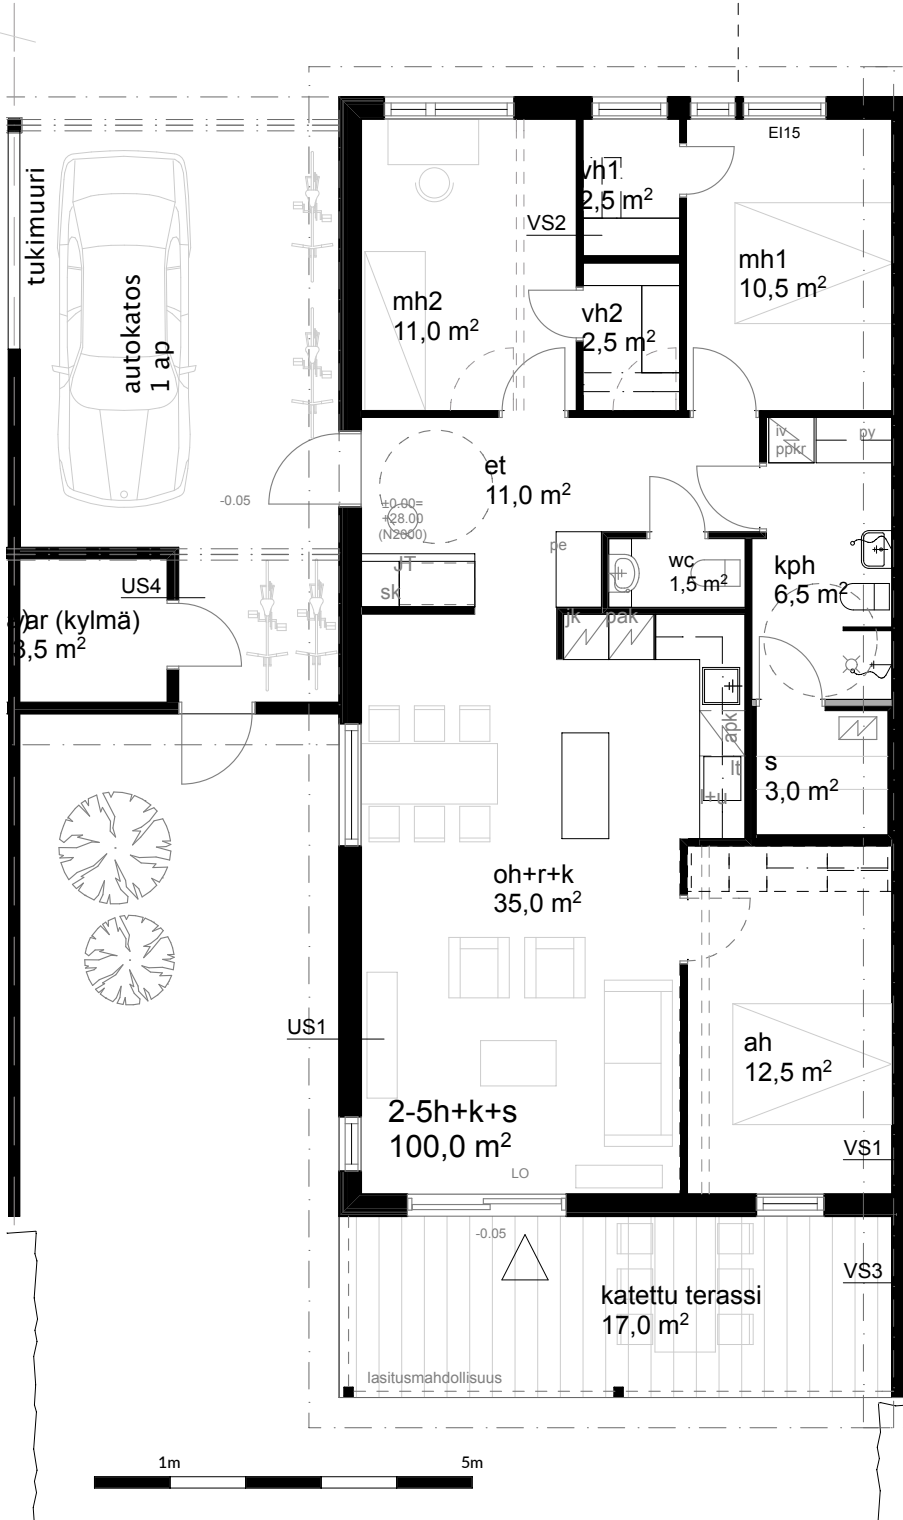 EI15
tukimuuri
autokatos
1 ap
vh1
2,5 m²
VS2
mh1
10,5 m²
mh2
11,0 m²
vh2
2,5 m²
iv
ppkr
py
et
11,0 m²
-0.05
±0.00=
+28.00
(N2000)
JT
sk
pe
wc
1,5 m²
kph
6,5 m²
US4
var (kylmä)
3,5 m²
jk
pak
apk
lt
l+u
s
3,0 m²
oh+r+k
35,0 m²
US1
ah
12,5 m²
2-5h+k+s
100,0 m²
VS1
LO
-0.05
VS3
katettu terassi
17,0 m²
lasitusmahdollisuus
1m
5m